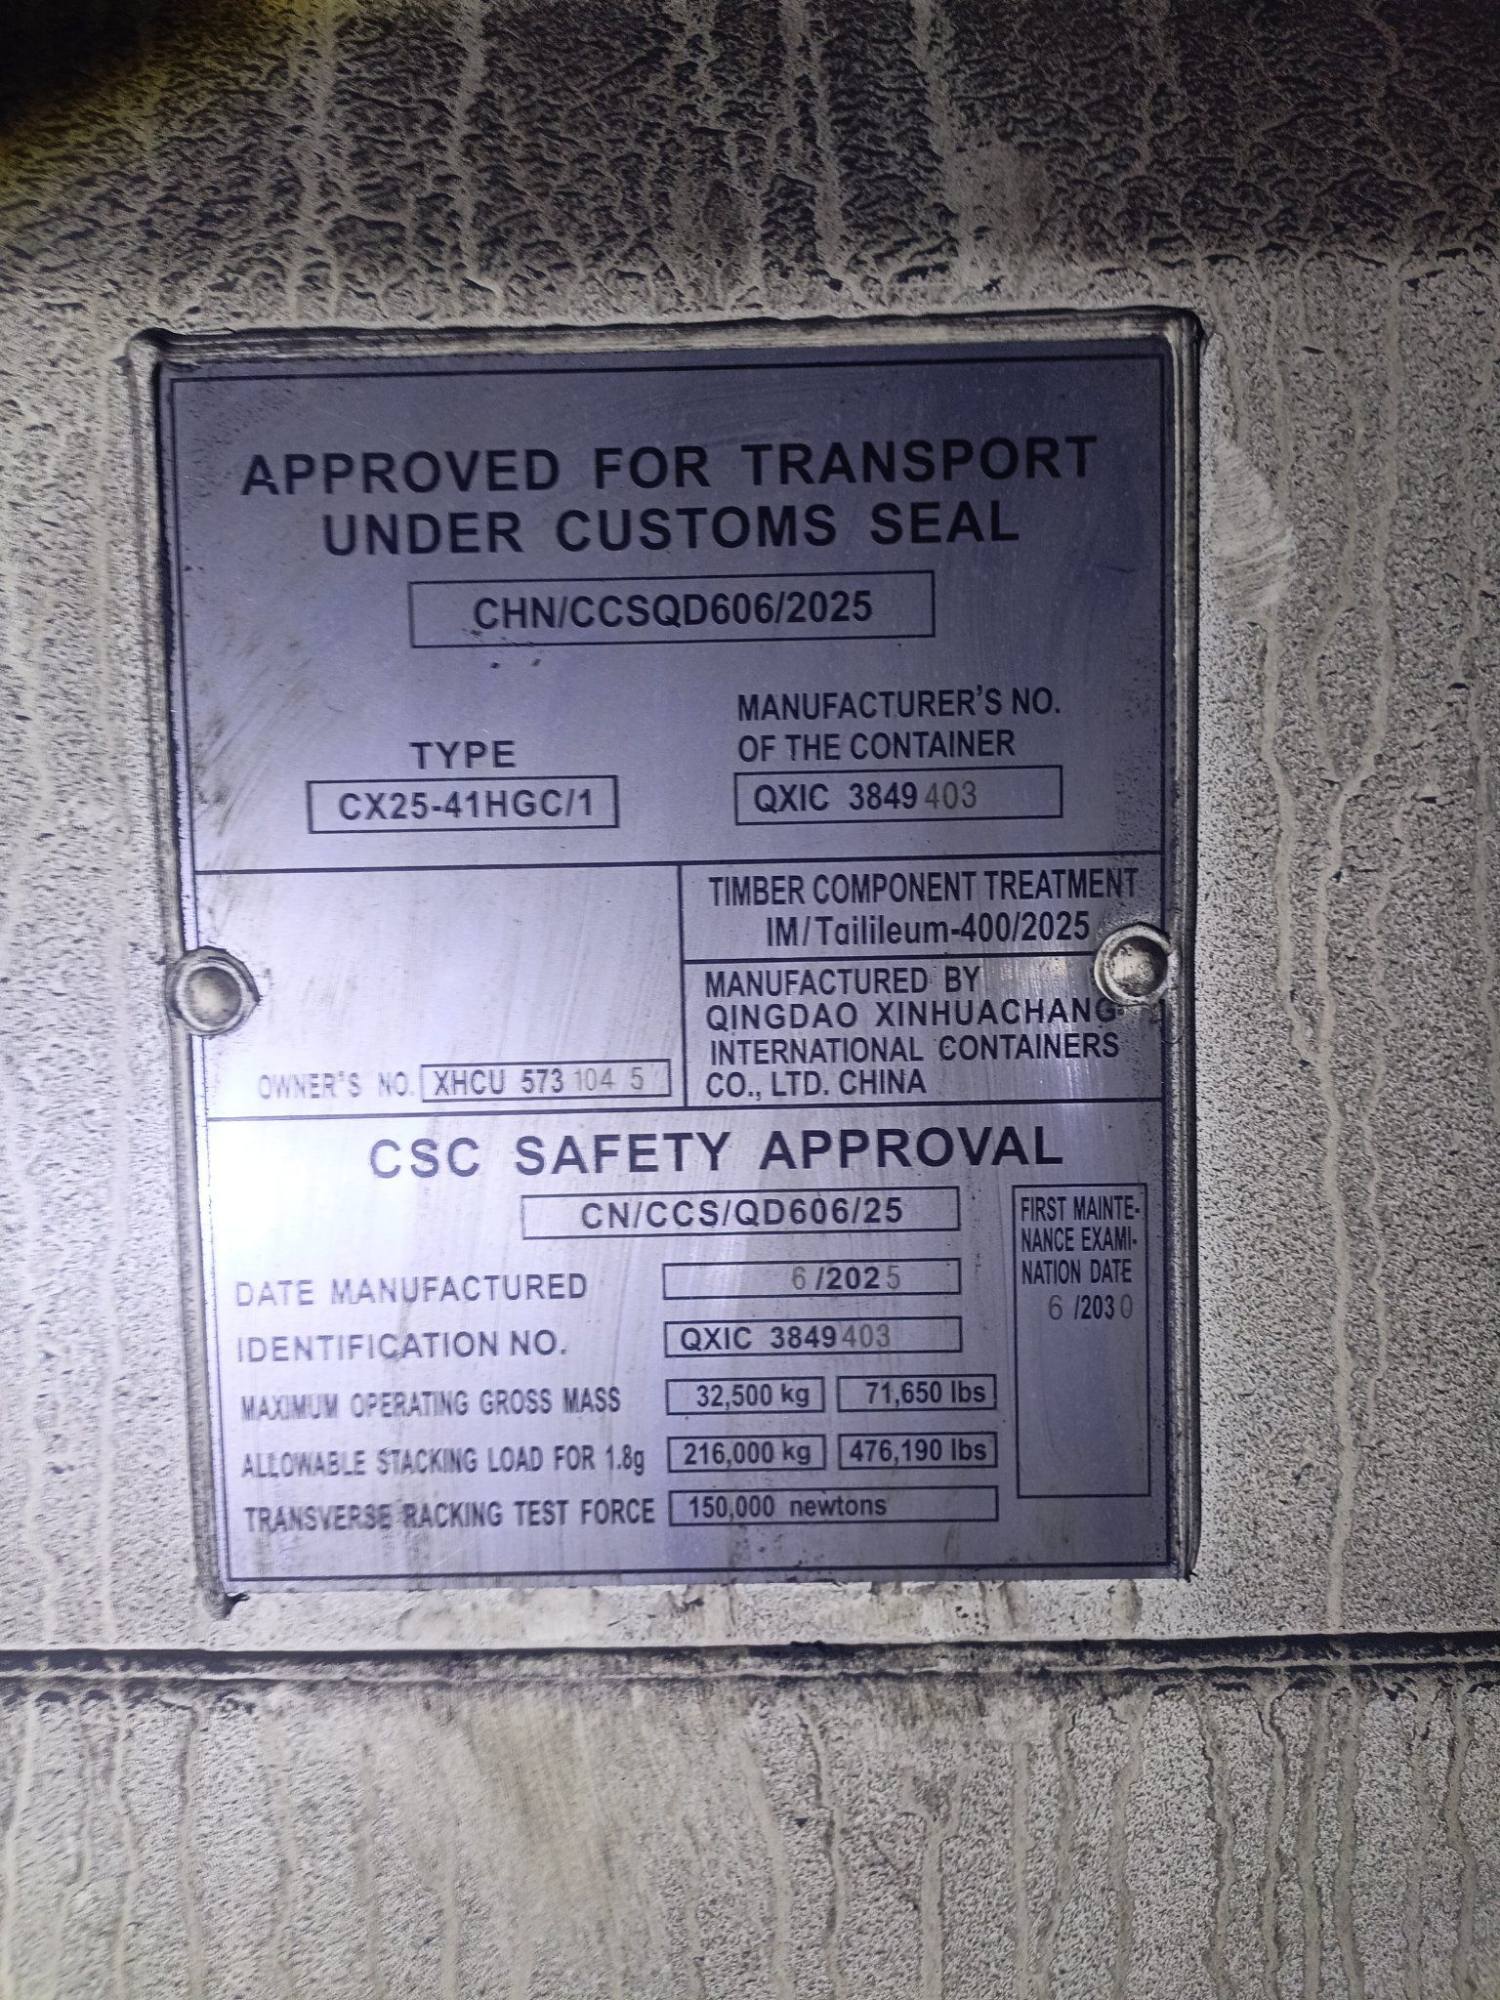 APPROVED FOR TRANSPORT
UNDER CUSTOMS SEAL
CHN/CCSQD606/2025
TYPE
CX25-41HGC/1
MANUFACTURER'S NO.
OF THE CONTAINER
QXIC 3849403
TIMBER COMPONENT TREATMENT
IM/Tailileum-400/2025
MANUFACTURED BY
QINGDAO XINHUACHANG
INTERNATIONAL CONTAINERS
CO., LTD. CHINA
OWNER'S NO. XHCU 573 104 5
CSC SAFETY APPROVAL
CN/CCS/QD606/25
DATE MANUFACTURED 6/2025
IDENTIFICATION NO. QXIC 3849403
MAXIMUM OPERATING GROSS MASS 32,500 kg 71,650 lbs
ALLOWABLE STACKING LOAD FOR 1.8g 216,000 kg 476,190 lbs
TRANSVERSE RACKING TEST FORCE 150,000 newtons
FIRST MAINTE-
NANCE EXAMI-
NATION DATE
6 /2030